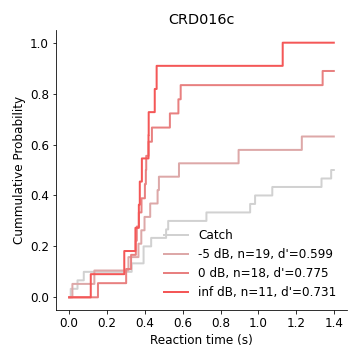 CRD016c
Cummulative Probability
1.0
0.8
0.6
0.4
0.2
0.0
Catch
-5 dB, n=19, d'=0.599
0 dB, n=18, d'=0.775
inf dB, n=11, d'=0.731
0.0 0.2 0.4 0.6 0.8 1.0 1.2 1.4
Reaction time (s)